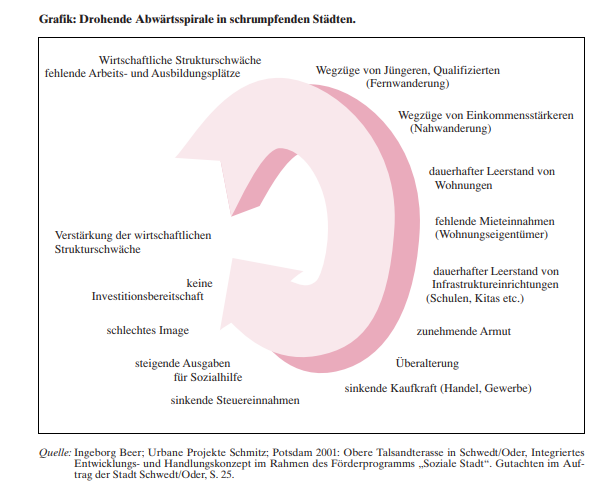 Grafik: Drohende Abwärtsspirale in schrumpfenden Städten.
Wirtschaftliche Strukturschwäche
fehlende Arbeits- und Ausbildungsplätze
Wegzüge von Jüngeren, Qualifizierten
(Fernwanderung)
Wegzüge von Einkommensstärkeren
(Nahwanderung)
dauerhafter Leerstand von
Wohnungen
fehlende Mieteinnahmen
(Wohnungseigentümer)
dauerhafter Leerstand von
Infrastruktureinrichtungen
(Schulen, Kitas etc.)
zunehmende Armut
Überalterung
sinkende Kaufkraft (Handel, Gewerbe)
sinkende Steuereinnahmen
steigende Ausgaben
für Sozialhilfe
schlechtes Image
keine
Investitionsbereitschaft
Verstärkung der wirtschaftlichen
Strukturschwäche
Quelle: Ingeborg Beer; Urbane Projekte Schmitz; Potsdam 2001: Obere Talsandterasse in Schwedt/Oder, Integriertes
Entwicklungs- und Handlungskonzept im Rahmen des Förderprogramms „Soziale Stadt“. Gutachten im Auf-
trag der Stadt Schwedt/Oder, S. 25.